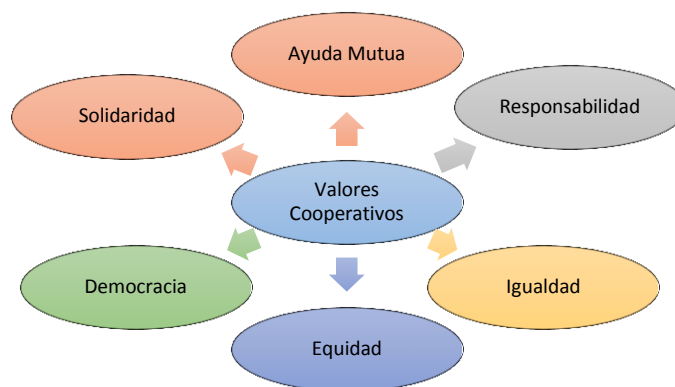 Ayuda Mutua
Solidaridad
Responsabilidad
Valores
Cooperativos
Democracia
Igualdad
Equidad